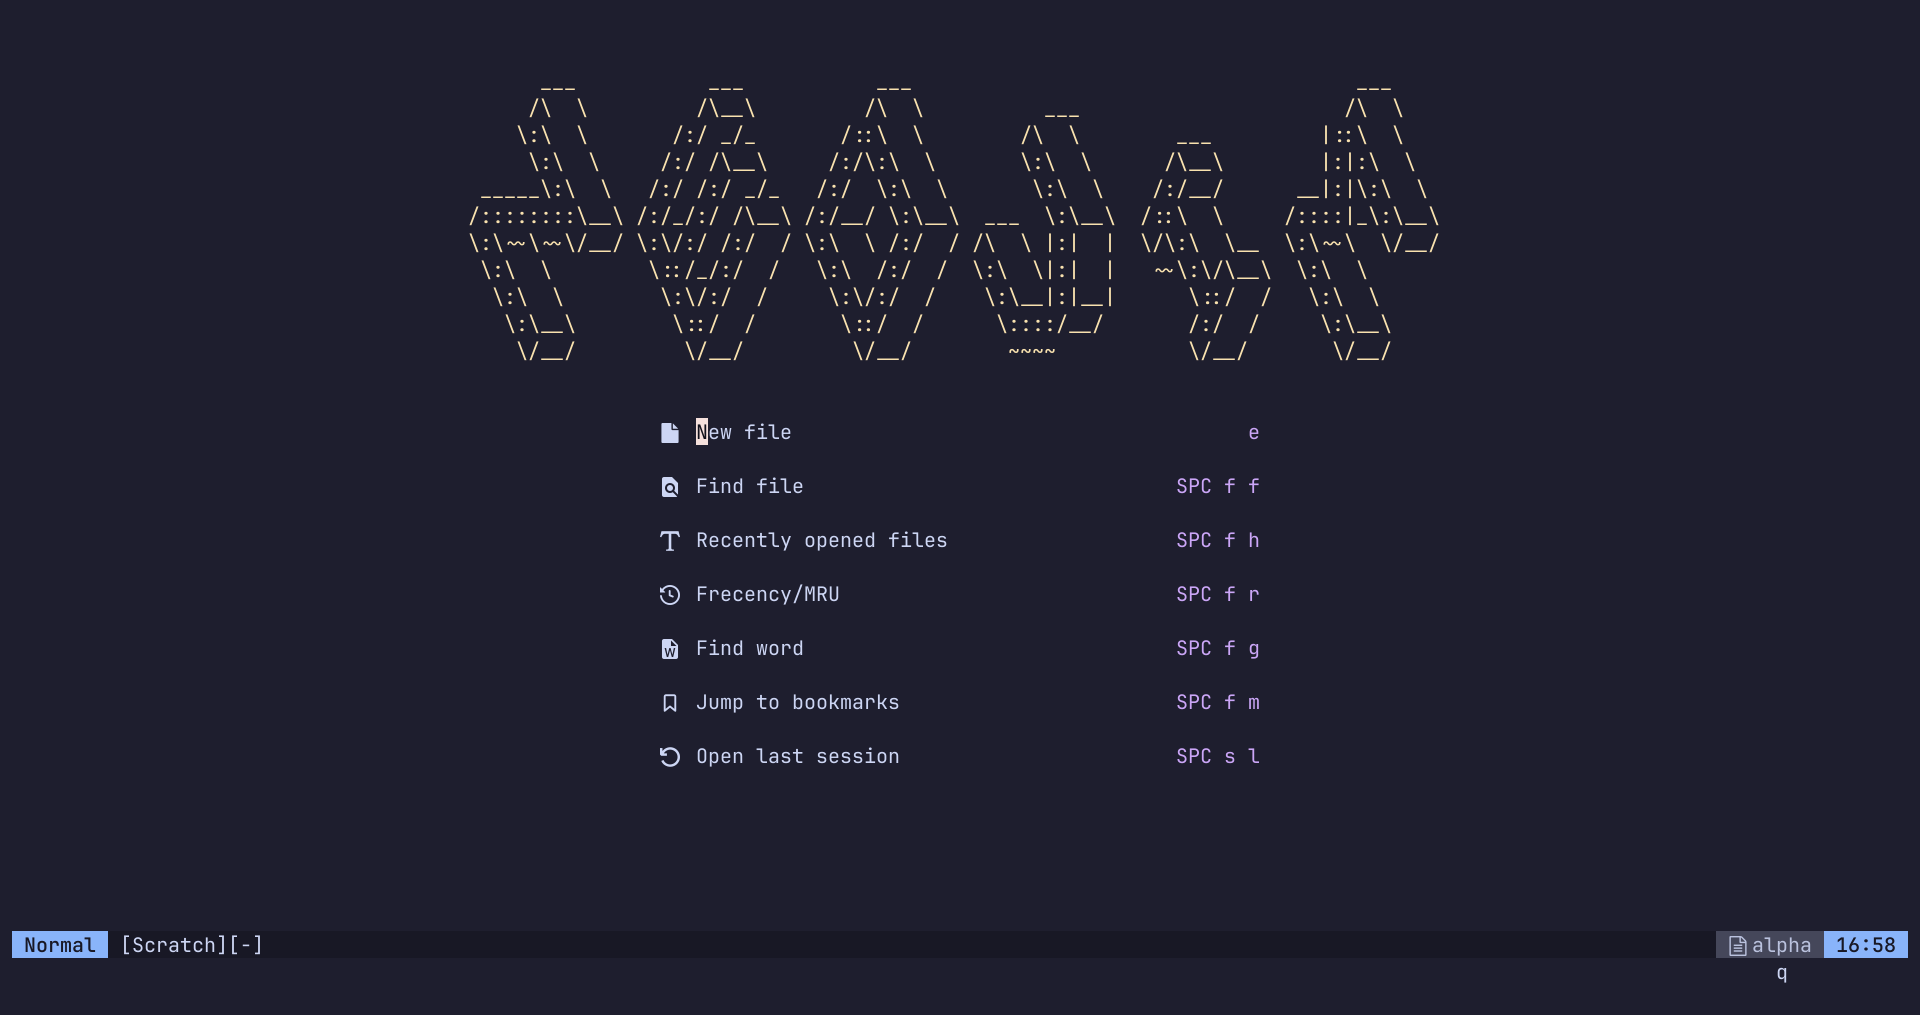 NEOVIM
New file e
Find file SPC f f
Recently opened files SPC f h
Frecency/MRU SPC f r
Find word SPC f g
Jump to bookmarks SPC f m
Open last session SPC s l
Normal [Scratch][-] alpha 16:58
q